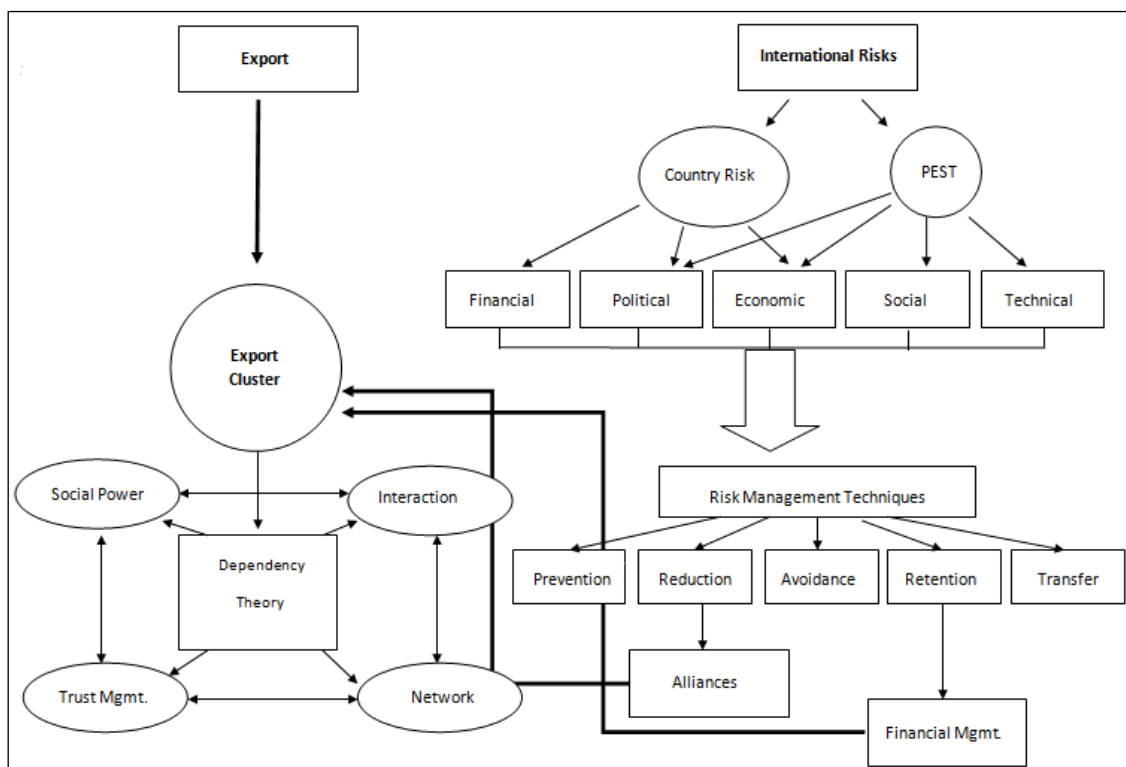 Export
International Risks
Country Risk
PEST
Financial
Political
Economic
Social
Technical
Export
Cluster
Social Power
Interaction
Risk Management Techniques
Dependency
Theory
Prevention
Reduction
Avoidance
Retention
Transfer
Trust Mgmt.
Network
Alliances
Financial Mgmt.